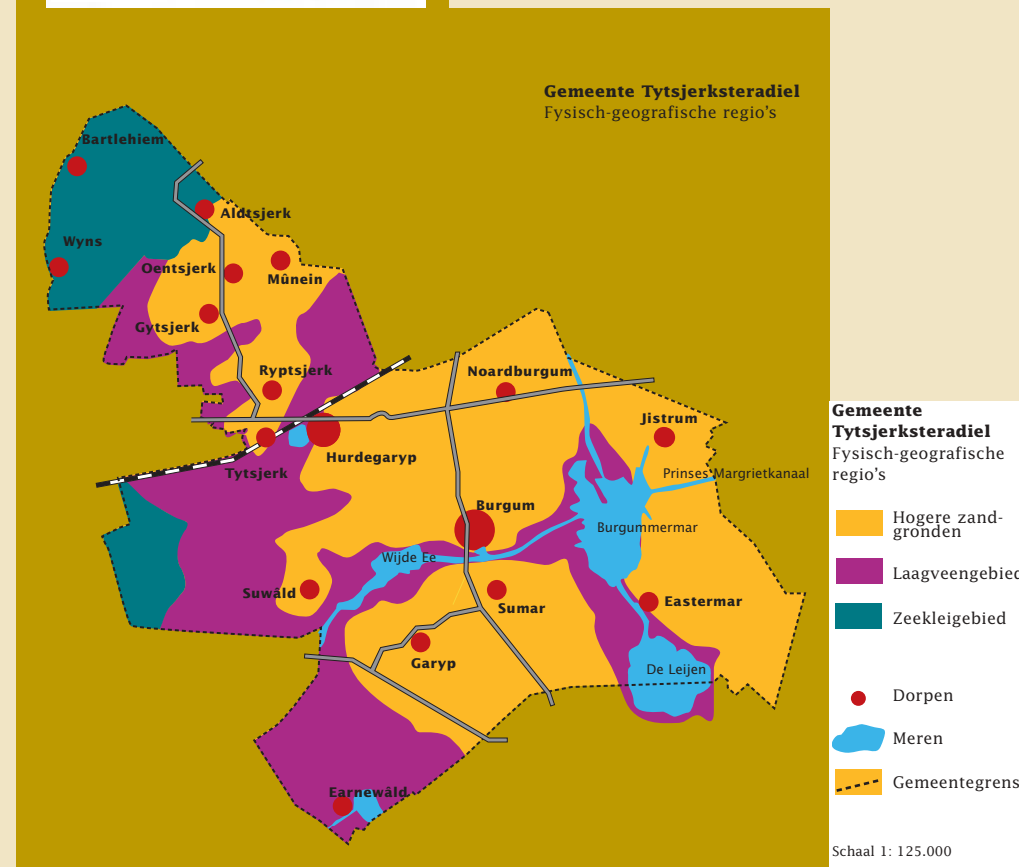 Gemeente Tytsjerksteradiel
Fysisch-geografische regio's
Bartlehiem
Aldtsjerk
Wyns
Oentsjerk
Mûnein
Gytsjerk
Ryptsjerk
Noardburgum
Jistrum
Hurdegaryp
Tytsjerk
Prinses Margrietkanaal
Burgum
Burgummermar
Wijde Ee
Suwâld
Sumar
Eastermar
Garyp
De Leijen
Earnewâld
Gemeente
Tytsjerksteradiel
Fysisch-geografische
regio's
Hogere zand-
gronden
Laagveengebied
Zeekleigebied
Dorpen
Meren
Gemeentegrens
Schaal 1: 125.000